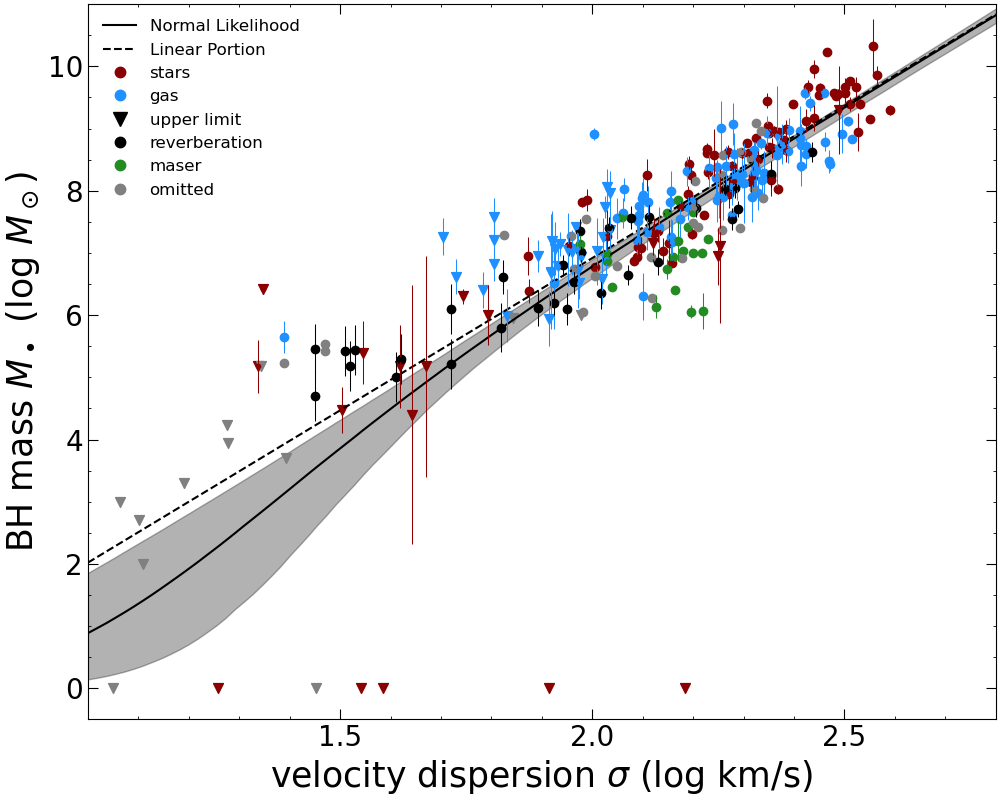 Normal Likelihood
Linear Portion
stars
gas
upper limit
reverberation
maser
omitted
10
8
6
4
2
0
BH mass M• (log M⊙)
1.5 2.0 2.5
velocity dispersion σ (log km/s)